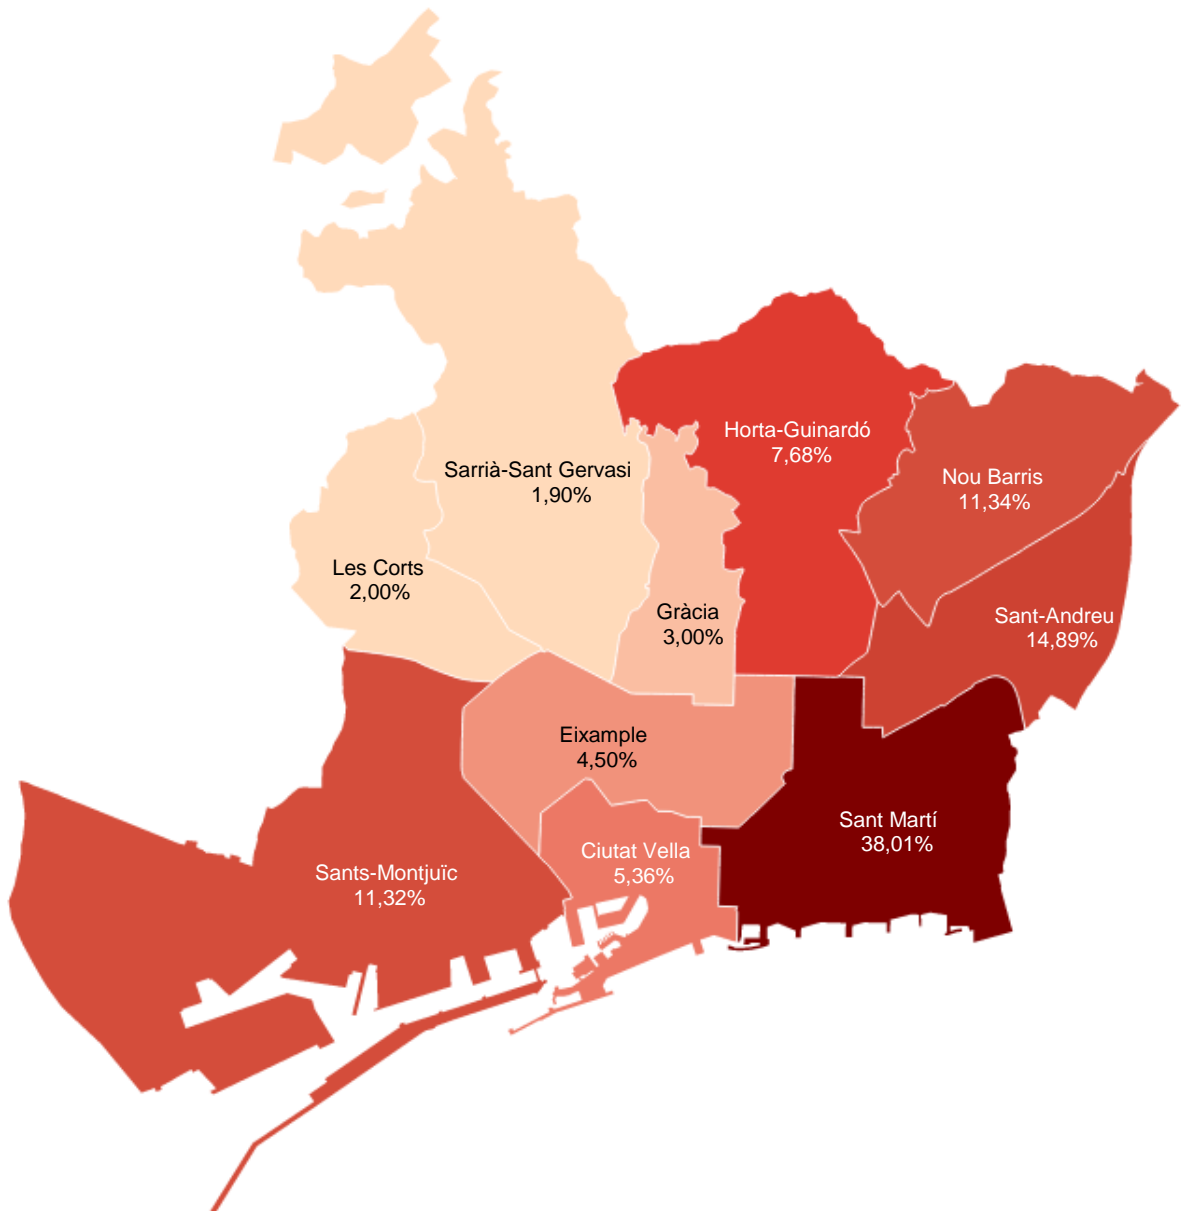 Horta-Guinardó
7,68%
Sarrià-Sant Gervasi
1,90%
Nou Barris
11,34%
Les Corts
2,00%
Gràcia
3,00%
Sant-Andreu
14,89%
Eixample
4,50%
Sant Martí
38,01%
Ciutat Vella
5,36%
Sants-Montjuïc
11,32%